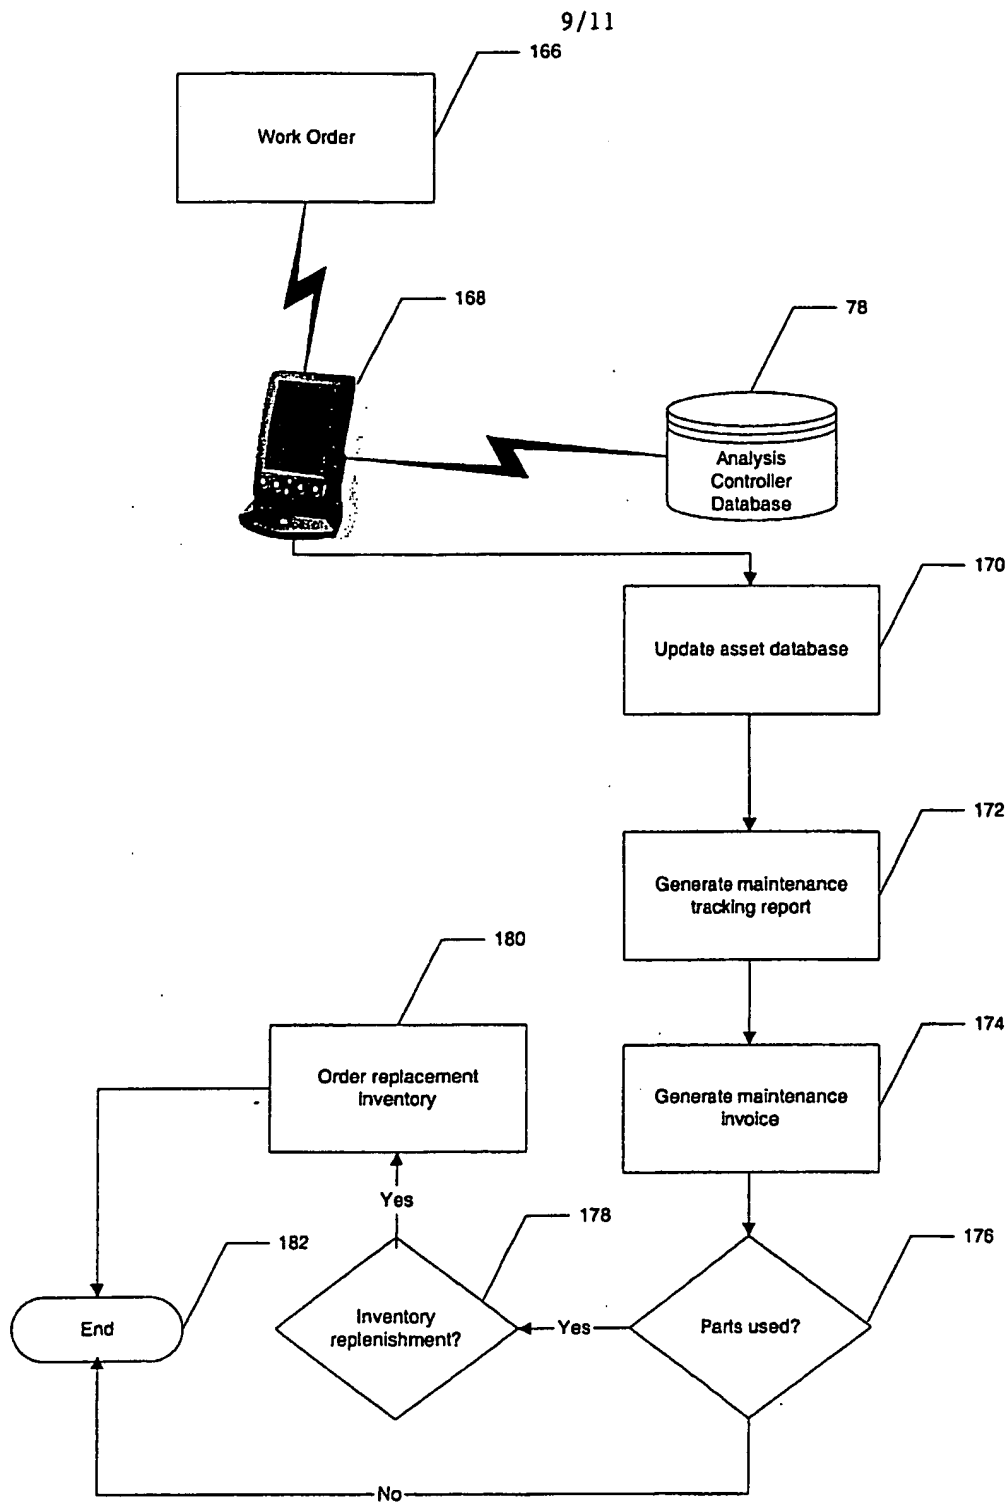 9/11
166
Work Order
168
78
Analysis
Controller
Database
170
Update asset database
172
Generate maintenance
tracking report
180
174
Order replacement
Inventory
Generate maintenance
invoice
Yes
178
176
182
End
Inventory
replenishment?
Yes
Parts used?
No